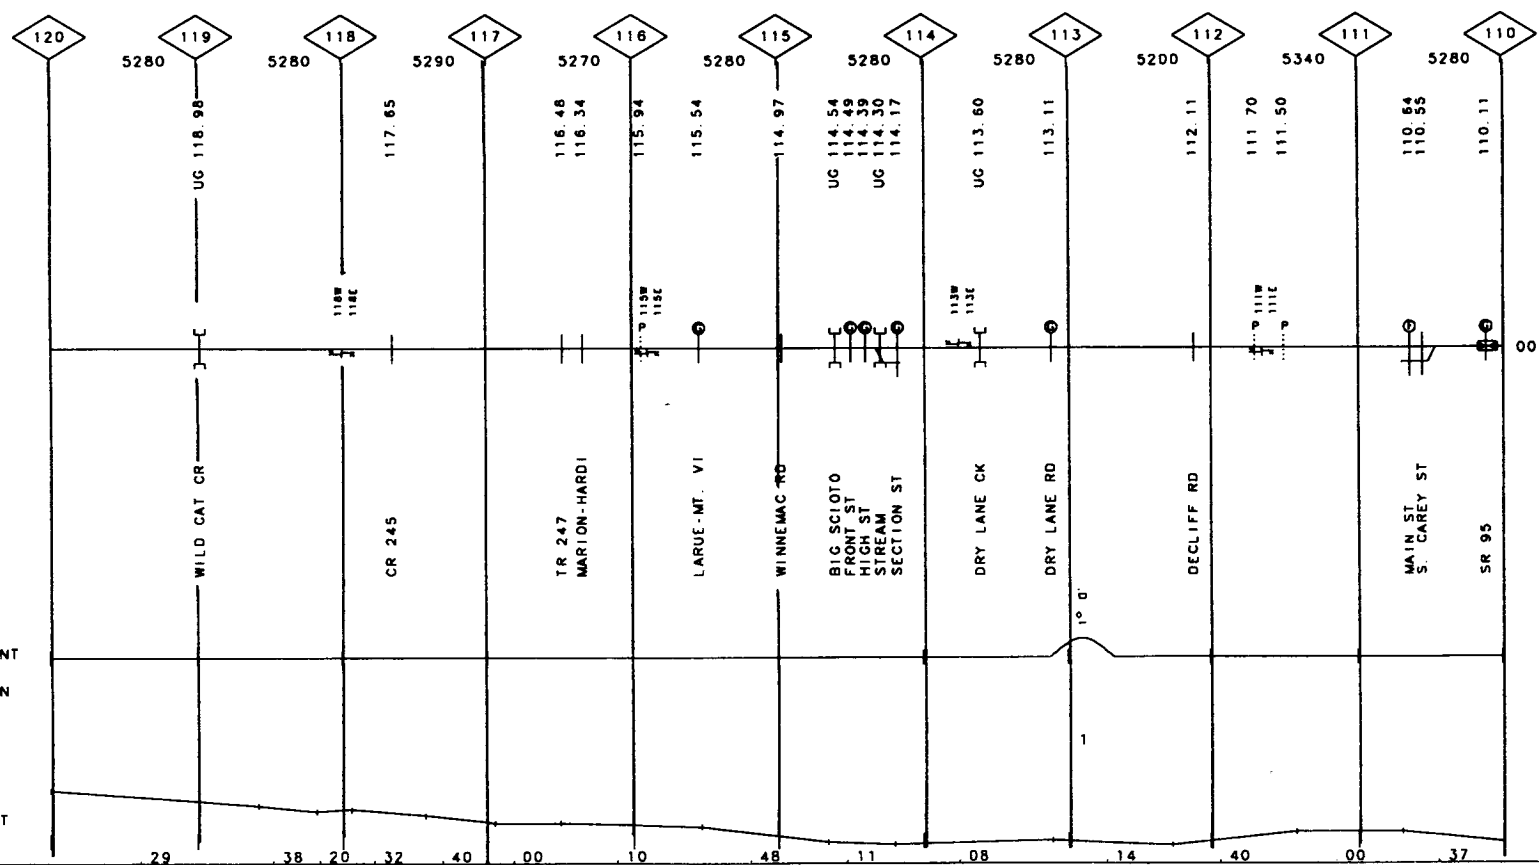 120 119 118 117 116 115 114 113 112 111 110
5280 5280 5290 5270 5280 5280 5280 5200 5340 5280
UG 118.98
117.65
116.48
116.34
115.94
115.54
114.97
UG 114.54
114.49
114.39
UG 114.30
114.17
UG 113.60
113.11
112.11
111.70
111.50
110.64
110.55
110.11
118W
118E
115W
115E
113W
113E
111W
111E
P
P P
G
G G G
G
G
00
WILD CAT CR
CR 245
TR 247
MARION-HARDI
LARUE-MT. VI
WINNEMAC RD
BIG SCIOTO
FRONT ST
HIGH ST
STREAM
SECTION ST
DRY LANE CK
DRY LANE RD
DECLIFF RD
MAIN ST
S. CAREY ST
SR 95
1° 0'
NT
N
1
T
.29 .38 .20 .32 .40 .00 .10 .48 .11 .08 .14 .40 .00 .37